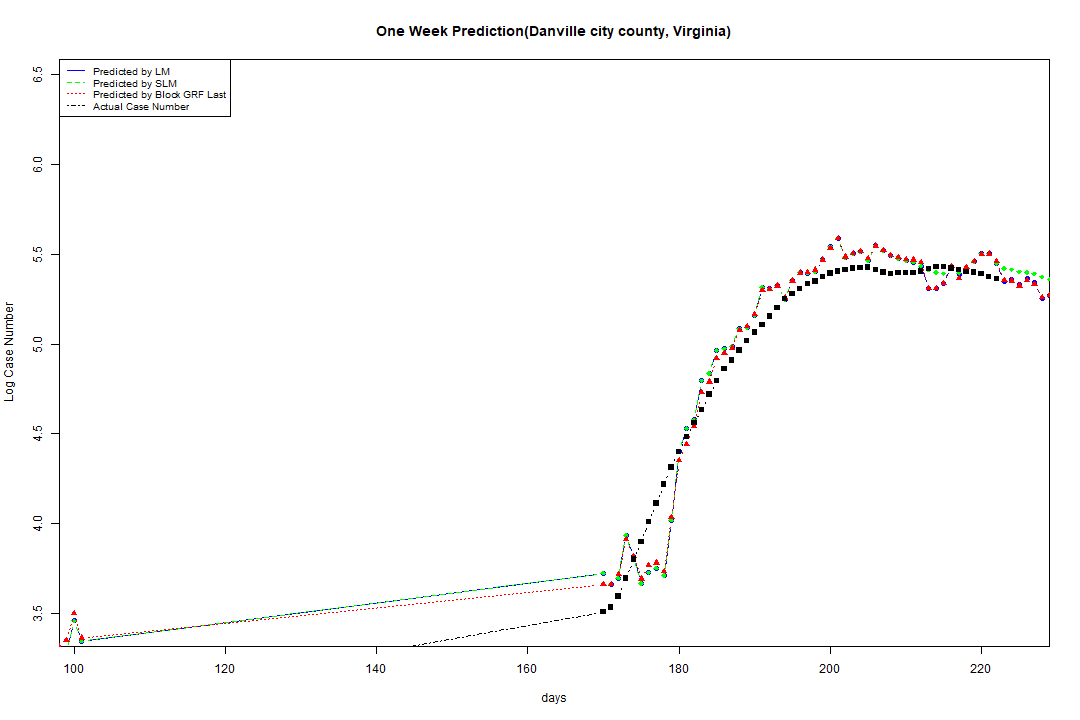 One Week Prediction(Danville city county, Virginia)
Predicted by LM
Predicted by SLM
Predicted by Block GRF Last
Actual Case Number
Log Case Number
6.5
6.0
5.5
5.0
4.5
4.0
3.5
100 120 140 160 180 200 220
days